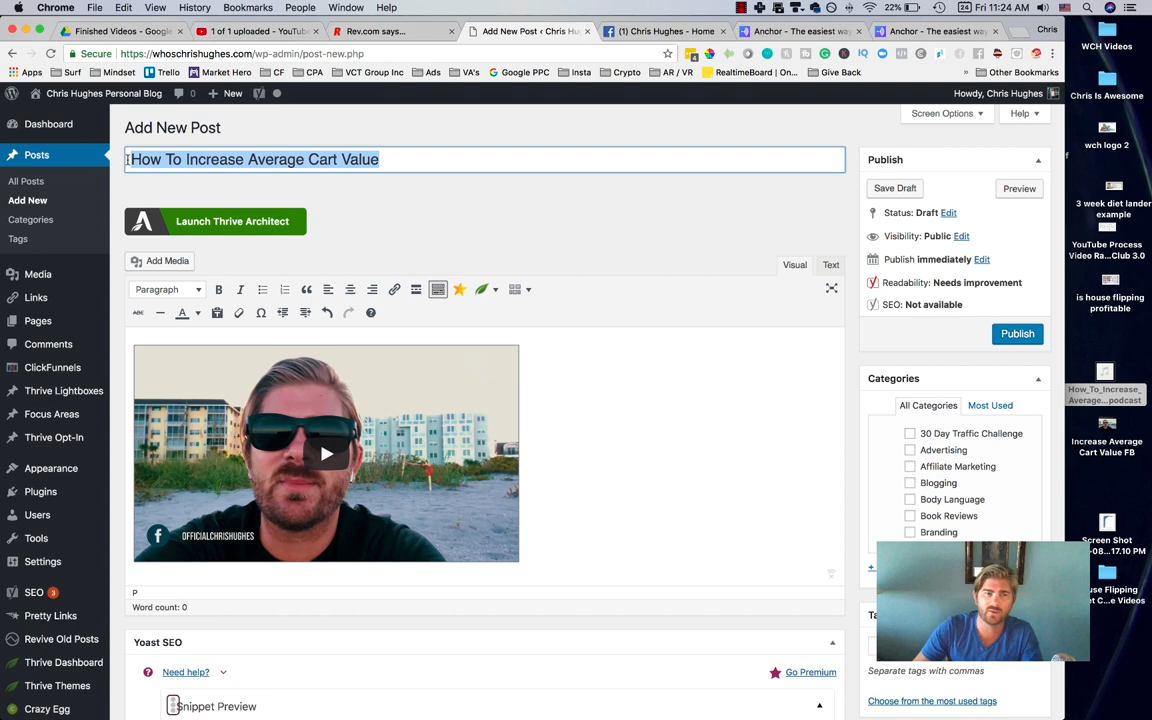 Chrome File Edit View History Bookmarks People Window Help 22% 24 Fri 11:24 AM Chris Hughes
Finished Videos - Google 1 of 1 uploaded - YouTube Rev.com says... Add New Post ‹ Chris Hu (1) Chris Hughes - Home Anchor - The easiest way Anchor - The easiest way Chris
Secure https://whoschrishughes.com/wp-admin/post-new.php
Apps Surf Mindset Trello Market Hero CF CPA VCT Group Inc Ads VA's Google PPC Insta Crypto AR / VR RealtimeBoard | On... Give Back » Other Bookmarks
Chris Hughes Personal Blog New Howdy, Chris Hughes
Screen Options Help
Dashboard
Posts
All Posts
Add New
Categories
Tags
Media
Links
Pages
Comments
ClickFunnels
Thrive Lightboxes
Focus Areas
Thrive Opt-In
Appearance
Plugins
Users
Tools
Settings
SEO 3
Pretty Links
Revive Old Posts
Thrive Dashboard
Thrive Themes
Crazy Egg
Add New Post
How To Increase Average Cart Value
Launch Thrive Architect
Add Media
Visual Text
Paragraph B I
ABC A
OFFICIALCHRISHUGHES
P
Word count: 0
Yoast SEO
Need help?
Go Premium
Snippet Preview
Publish
Save Draft Preview
Status: Draft Edit
Visibility: Public Edit
Publish immediately Edit
Readability: Needs improvement
SEO: Not available
Publish
Categories
All Categories Most Used
30 Day Traffic Challenge
Advertising
Affiliate Marketing
Blogging
Body Language
Book Reviews
Branding
+
Separate tags with commas
Choose from the most used tags
WCH Videos
Chris Is Awesome
wch logo 2
3 week diet lander
example
YouTube Process
Video Ra...Club 3.0
is house flipping
profitable
How_To_Increase_
Average...podcast
Increase Average
Cart Value FB
Screen Shot
-08...17.10 PM
use Flipping
et C...e Videos